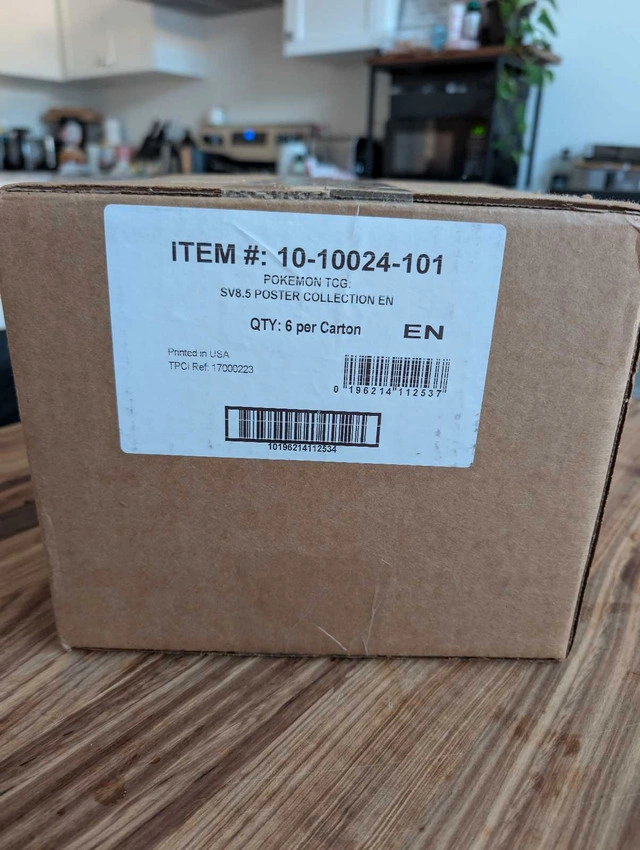 ITEM #: 10-10024-101
POKEMON TCG:
SV8.5 POSTER COLLECTION EN
QTY: 6 per Carton EN
Printed in USA
TPCi Ref: 17000223
0 196214 112537
10196214112534